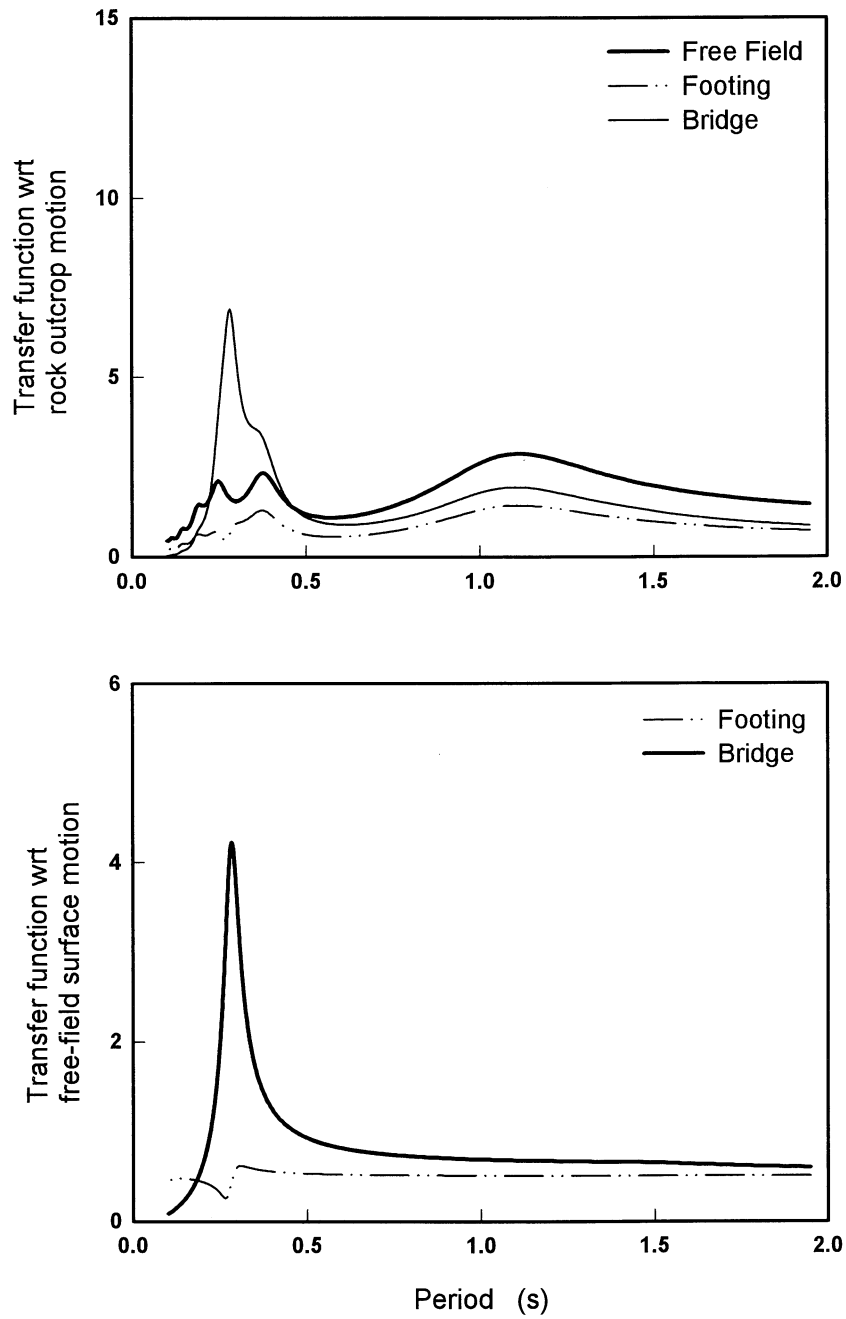 15
Free Field
Footing
Bridge
10
Transfer function wrt
rock outcrop motion
5
0
0.0 0.5 1.0 1.5 2.0
6
Footing
Bridge
4
Transfer function wrt
free-field surface motion
2
0
0.0 0.5 1.0 1.5 2.0
Period (s)